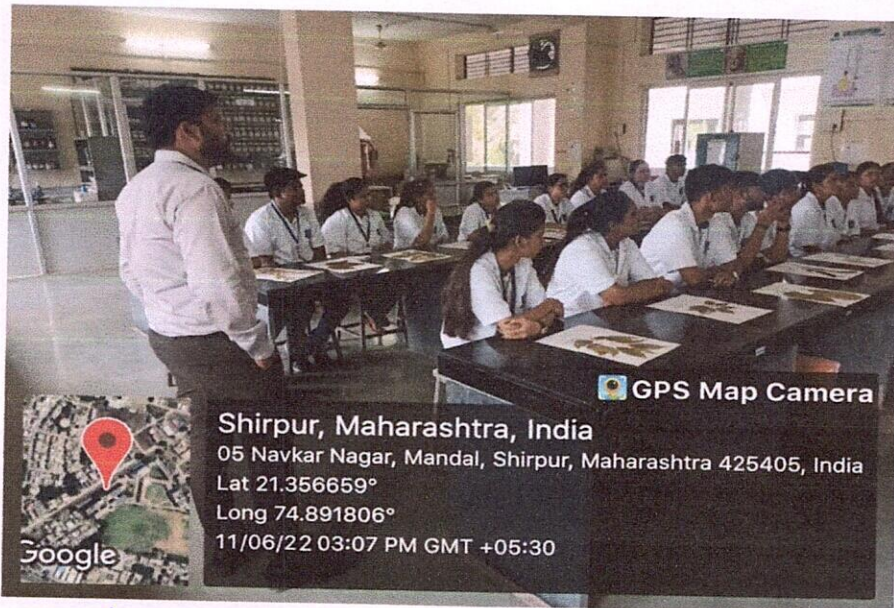 GPS Map Camera
Shirpur, Maharashtra, India
05 Navkar Nagar, Mandal, Shirpur, Maharashtra 425405, India
Lat 21.356659°
Long 74.891806°
11/06/22 03:07 PM GMT +05:30
Google